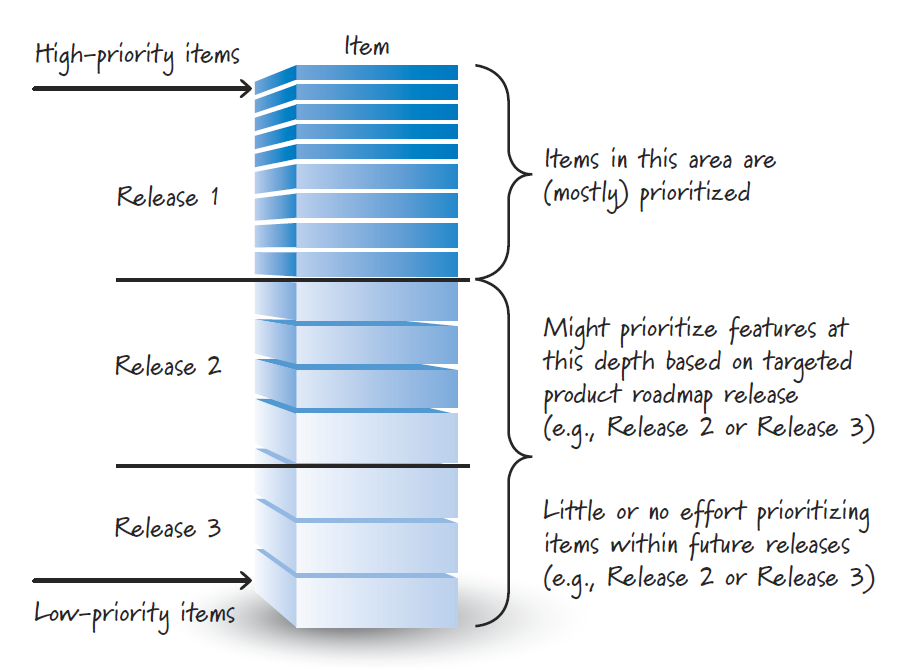 High-priority items
Item
Items in this area are
(mostly) prioritized
Release 1
Might prioritize features at
this depth based on targeted
product roadmap release
(e.g., Release 2 or Release 3)
Release 2
Little or no effort prioritizing
items within future releases
(e.g., Release 2 or Release 3)
Release 3
Low-priority items